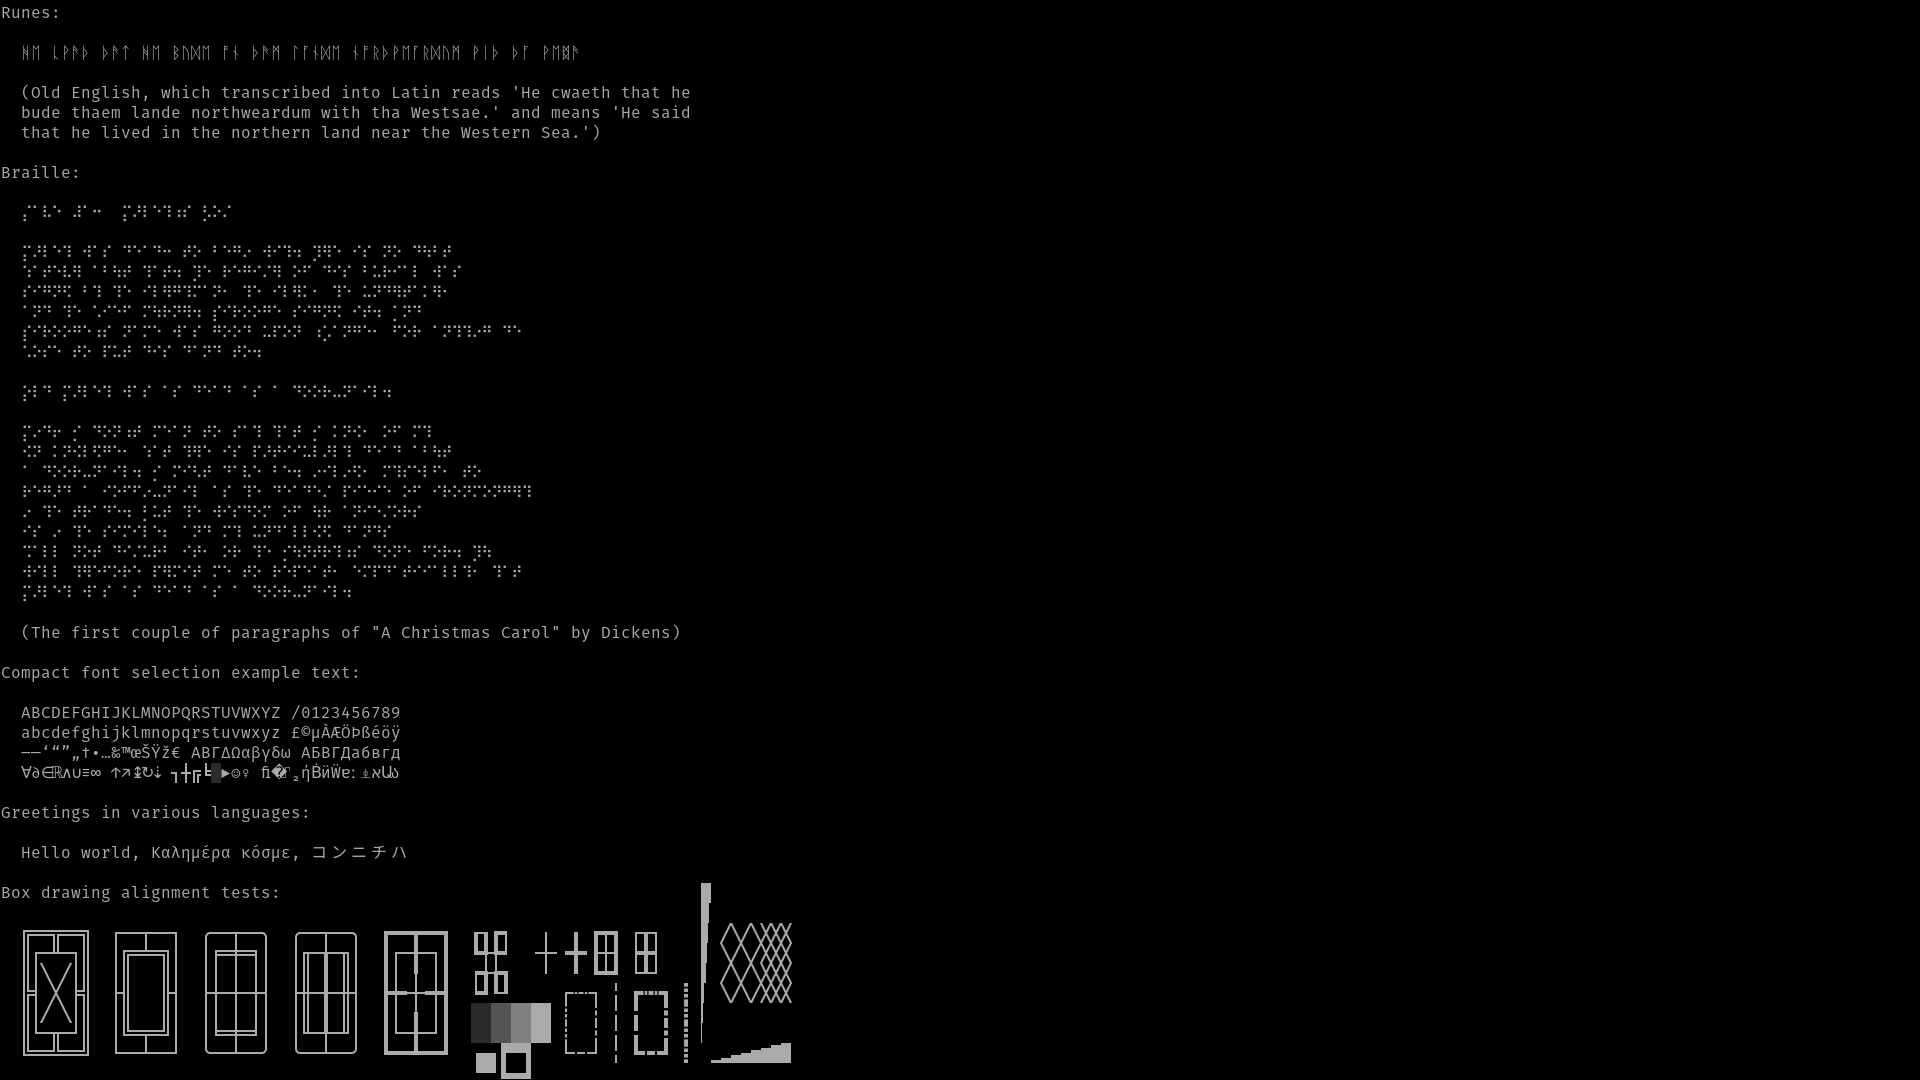 Runes:
ᚻᛖ ᚳᚹᚫᚦ ᚦᚫᛏ ᚻᛖ ᛒᚢᛞᛖ ᚩᚾ ᚦᚫᛗ ᛚᚪᚾᛞᛖ ᚾᚩᚱᚦᚹᛖᚪᚱᛞᚢᛗ ᚹᛁᚦ ᚦᚪ ᚹᛖᛥᚫ
(Old English, which transcribed into Latin reads 'He cwaeth that he
bude thaem lande northweardum with tha Westsae.' and means 'He said
that he lived in the northern land near the Western Sea.')
Braille:
⡌⠁⠧⠑ ⠼⠁⠒  ⡍⠜⠇⠑⠹⠰⠎ ⡣⠕⠌
⡍⠜⠇⠑⠹ ⠺⠁⠎ ⠙⠑⠁⠙⠒ ⠞⠕ ⠃⠑⠛⠔ ⠺⠊⠹⠲ ⡹⠻⠑ ⠊⠎ ⠝⠕ ⠙⠳⠃⠞
⠱⠁⠞⠑⠧⠻ ⠁⠃⠳⠞ ⠹⠁⠞⠲ ⡹⠑ ⠗⠑⠛⠊⠌⠻ ⠕⠋ ⠙⠊⠎ ⠃⠥⠗⠊⠁⠇ ⠺⠁⠎
⠎⠊⠛⠝⠫ ⠃⠹ ⠹⠑ ⠊⠇⠻⠛⠹⠍⠁⠝⠂ ⠹⠑ ⠊⠇⠻⠅⠂ ⠹⠑ ⠥⠝⠙⠻⠞⠁⠅⠻⠂
⠁⠝⠙ ⠹⠑ ⠡⠊⠑⠋ ⠍⠳⠗⠝⠻⠲ ⡎⠊⠗⠕⠕⠛⠑ ⠎⠊⠛⠝⠫ ⠊⠞⠲ ⡁⠝⠙
⡎⠊⠗⠕⠕⠛⠑⠰⠎ ⠝⠁⠍⠑ ⠺⠁⠎ ⠛⠕⠕⠙ ⠥⠏⠕⠝ ⠰⡡⠁⠝⠛⠑⠂ ⠋⠕⠗ ⠁⠝⠹⠹⠔⠛ ⠙⠑
⠡⠕⠎⠑ ⠞⠕ ⠏⠥⠞ ⠙⠊⠎ ⠙⠁⠝⠙ ⠞⠕⠲
⡕⠇⠙ ⡍⠜⠇⠑⠹ ⠺⠁⠎ ⠁⠎ ⠙⠑⠁⠙ ⠁⠎ ⠁ ⠙⠕⠕⠗⠤⠝⠁⠊⠇⠲
⡍⠔⠙⠖ ⡊ ⠙⠕⠝⠰⠞ ⠍⠑⠁⠝ ⠞⠕ ⠎⠁⠹ ⠹⠁⠞ ⡊ ⠅⠝⠪⠂ ⠕⠋ ⠍⠹
⠪⠝ ⠅⠝⠪⠇⠫⠛⠑⠂ ⠱⠁⠞ ⠹⠻⠑ ⠊⠎ ⠏⠜⠞⠊⠊⠥⠇⠜⠇⠹ ⠙⠑⠁⠙ ⠁⠃⠳⠞
⠁ ⠙⠕⠕⠗⠤⠝⠁⠊⠇⠲ ⡊ ⠍⠊⠣⠞ ⠙⠁⠧⠑ ⠃⠑⠲ ⠔⠊⠇⠔⠫⠂ ⠍⠹⠎⠑⠇⠋⠂ ⠞⠕
⠗⠑⠛⠜⠙ ⠁ ⠊⠕⠋⠋⠔⠤⠝⠁⠊⠇ ⠁⠎ ⠹⠑ ⠙⠑⠁⠙⠑⠌ ⠏⠊⠑⠊⠑ ⠕⠋ ⠊⠗⠕⠝⠍⠕⠝⠛⠻⠹
⠔ ⠹⠑ ⠞⠗⠁⠙⠑⠲ ⡃⠥⠞ ⠹⠑ ⠺⠊⠎⠙⠕⠍ ⠕⠋ ⠳⠗ ⠁⠝⠊⠑⠌⠕⠗⠎
⠊⠎ ⠔ ⠹⠑ ⠎⠊⠍⠊⠇⠑⠆ ⠁⠝⠙ ⠍⠹ ⠥⠝⠙⠁⠇⠇⠪⠫ ⠙⠁⠝⠙⠎
⠩⠁⠇⠇ ⠝⠕⠞ ⠙⠊⠌⠥⠗⠃ ⠊⠞⠂ ⠕⠗ ⠹⠑ ⡊⠳⠝⠞⠗⠹⠰⠎ ⠙⠕⠝⠑ ⠋⠕⠗⠲ ⡹⠳
⠺⠊⠇⠇ ⠹⠻⠑⠋⠕⠗⠑ ⠏⠻⠍⠊⠞ ⠍⠑ ⠞⠕ ⠗⠑⠏⠑⠁⠞⠂ ⠑⠍⠏⠙⠁⠞⠊⠊⠁⠇⠇⠹⠂ ⠹⠁⠞
⡍⠜⠇⠑⠹ ⠺⠁⠎ ⠁⠎ ⠙⠑⠁⠙ ⠁⠎ ⠁ ⠙⠕⠕⠗⠤⠝⠁⠊⠇⠲
(The first couple of paragraphs of "A Christmas Carol" by Dickens)
Compact font selection example text:
ABCDEFGHIJKLMNOPQRSTUVWXYZ /0123456789
abcdefghijklmnopqrstuvwxyz £©µÀÆÖÞßéöÿ
–—‘“”„†•…‰™œŠŸž€ ΑΒΓΔΩαβγδω АБВГДабвгд
∀∂∈ℝ∧∪≡∞ ↑↗↨↻⇣ ┐┼╔╘░►☺♀ ﬁ�⑀₂ἠḂӥẄɐː⍎אԱა
Greetings in various languages:
Hello world, Καλημέρα κόσμε, コンニチハ
Box drawing alignment tests: